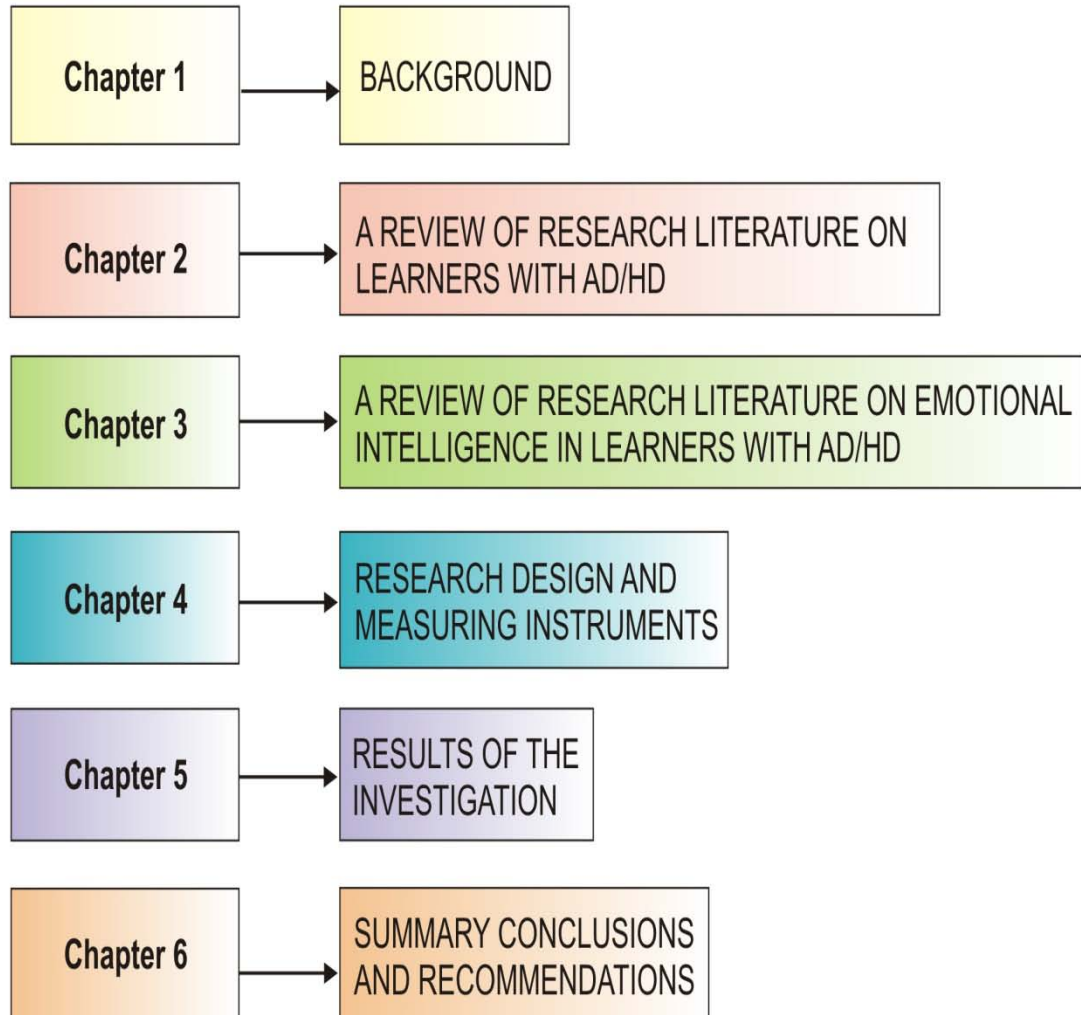 Chapter 1
BACKGROUND
Chapter 2
A REVIEW OF RESEARCH LITERATURE ON
LEARNERS WITH AD/HD
Chapter 3
A REVIEW OF RESEARCH LITERATURE ON EMOTIONAL
INTELLIGENCE IN LEARNERS WITH AD/HD
Chapter 4
RESEARCH DESIGN AND
MEASURING INSTRUMENTS
Chapter 5
RESULTS OF THE
INVESTIGATION
Chapter 6
SUMMARY CONCLUSIONS
AND RECOMMENDATIONS